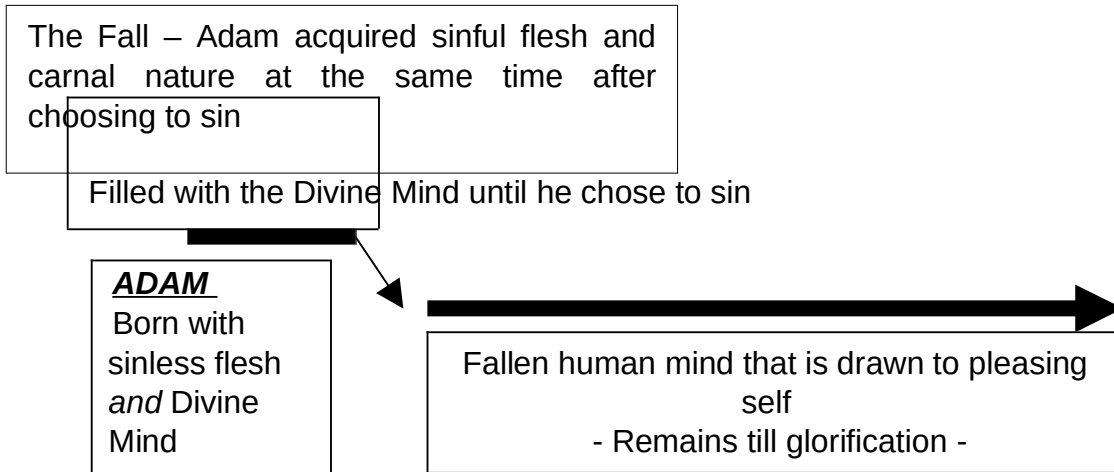 The Fall – Adam acquired sinful flesh and
carnal nature at the same time after
choosing to sin
Filled with the Divine Mind until he chose to sin
ADAM
Born with
sinless flesh
and Divine
Mind
Fallen human mind that is drawn to pleasing
self
- Remains till glorification -